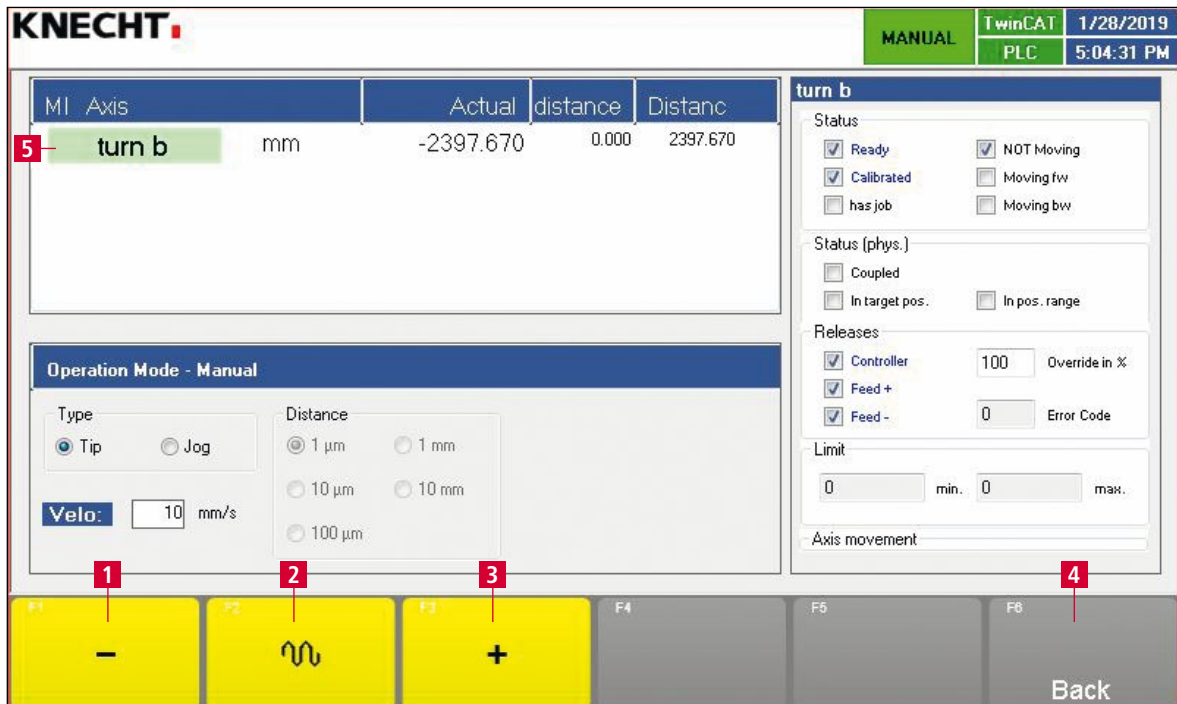 KNECHT
MANUAL
TwinCAT 1/28/2019
PLC 5:04:31 PM
MI Axis Actual distance Distanc
5 turn b mm -2397.670 0.000 2397.670
turn b
Status
Ready NOT Moving
Calibrated Moving fw
has job Moving bw
Status (phys.)
Coupled
In target pos. In pos. range
Releases
Controller 100 Override in %
Feed +
Feed - 0 Error Code
Limit
0 min. 0 max.
Axis movement
Operation Mode - Manual
Type Distance
Tip Jog 1 µm 1 mm
10 µm 10 mm
Velo: 10 mm/s
100 µm
1 2 3 4
F1 F2 F3 F4 F5 F6
- +
Back